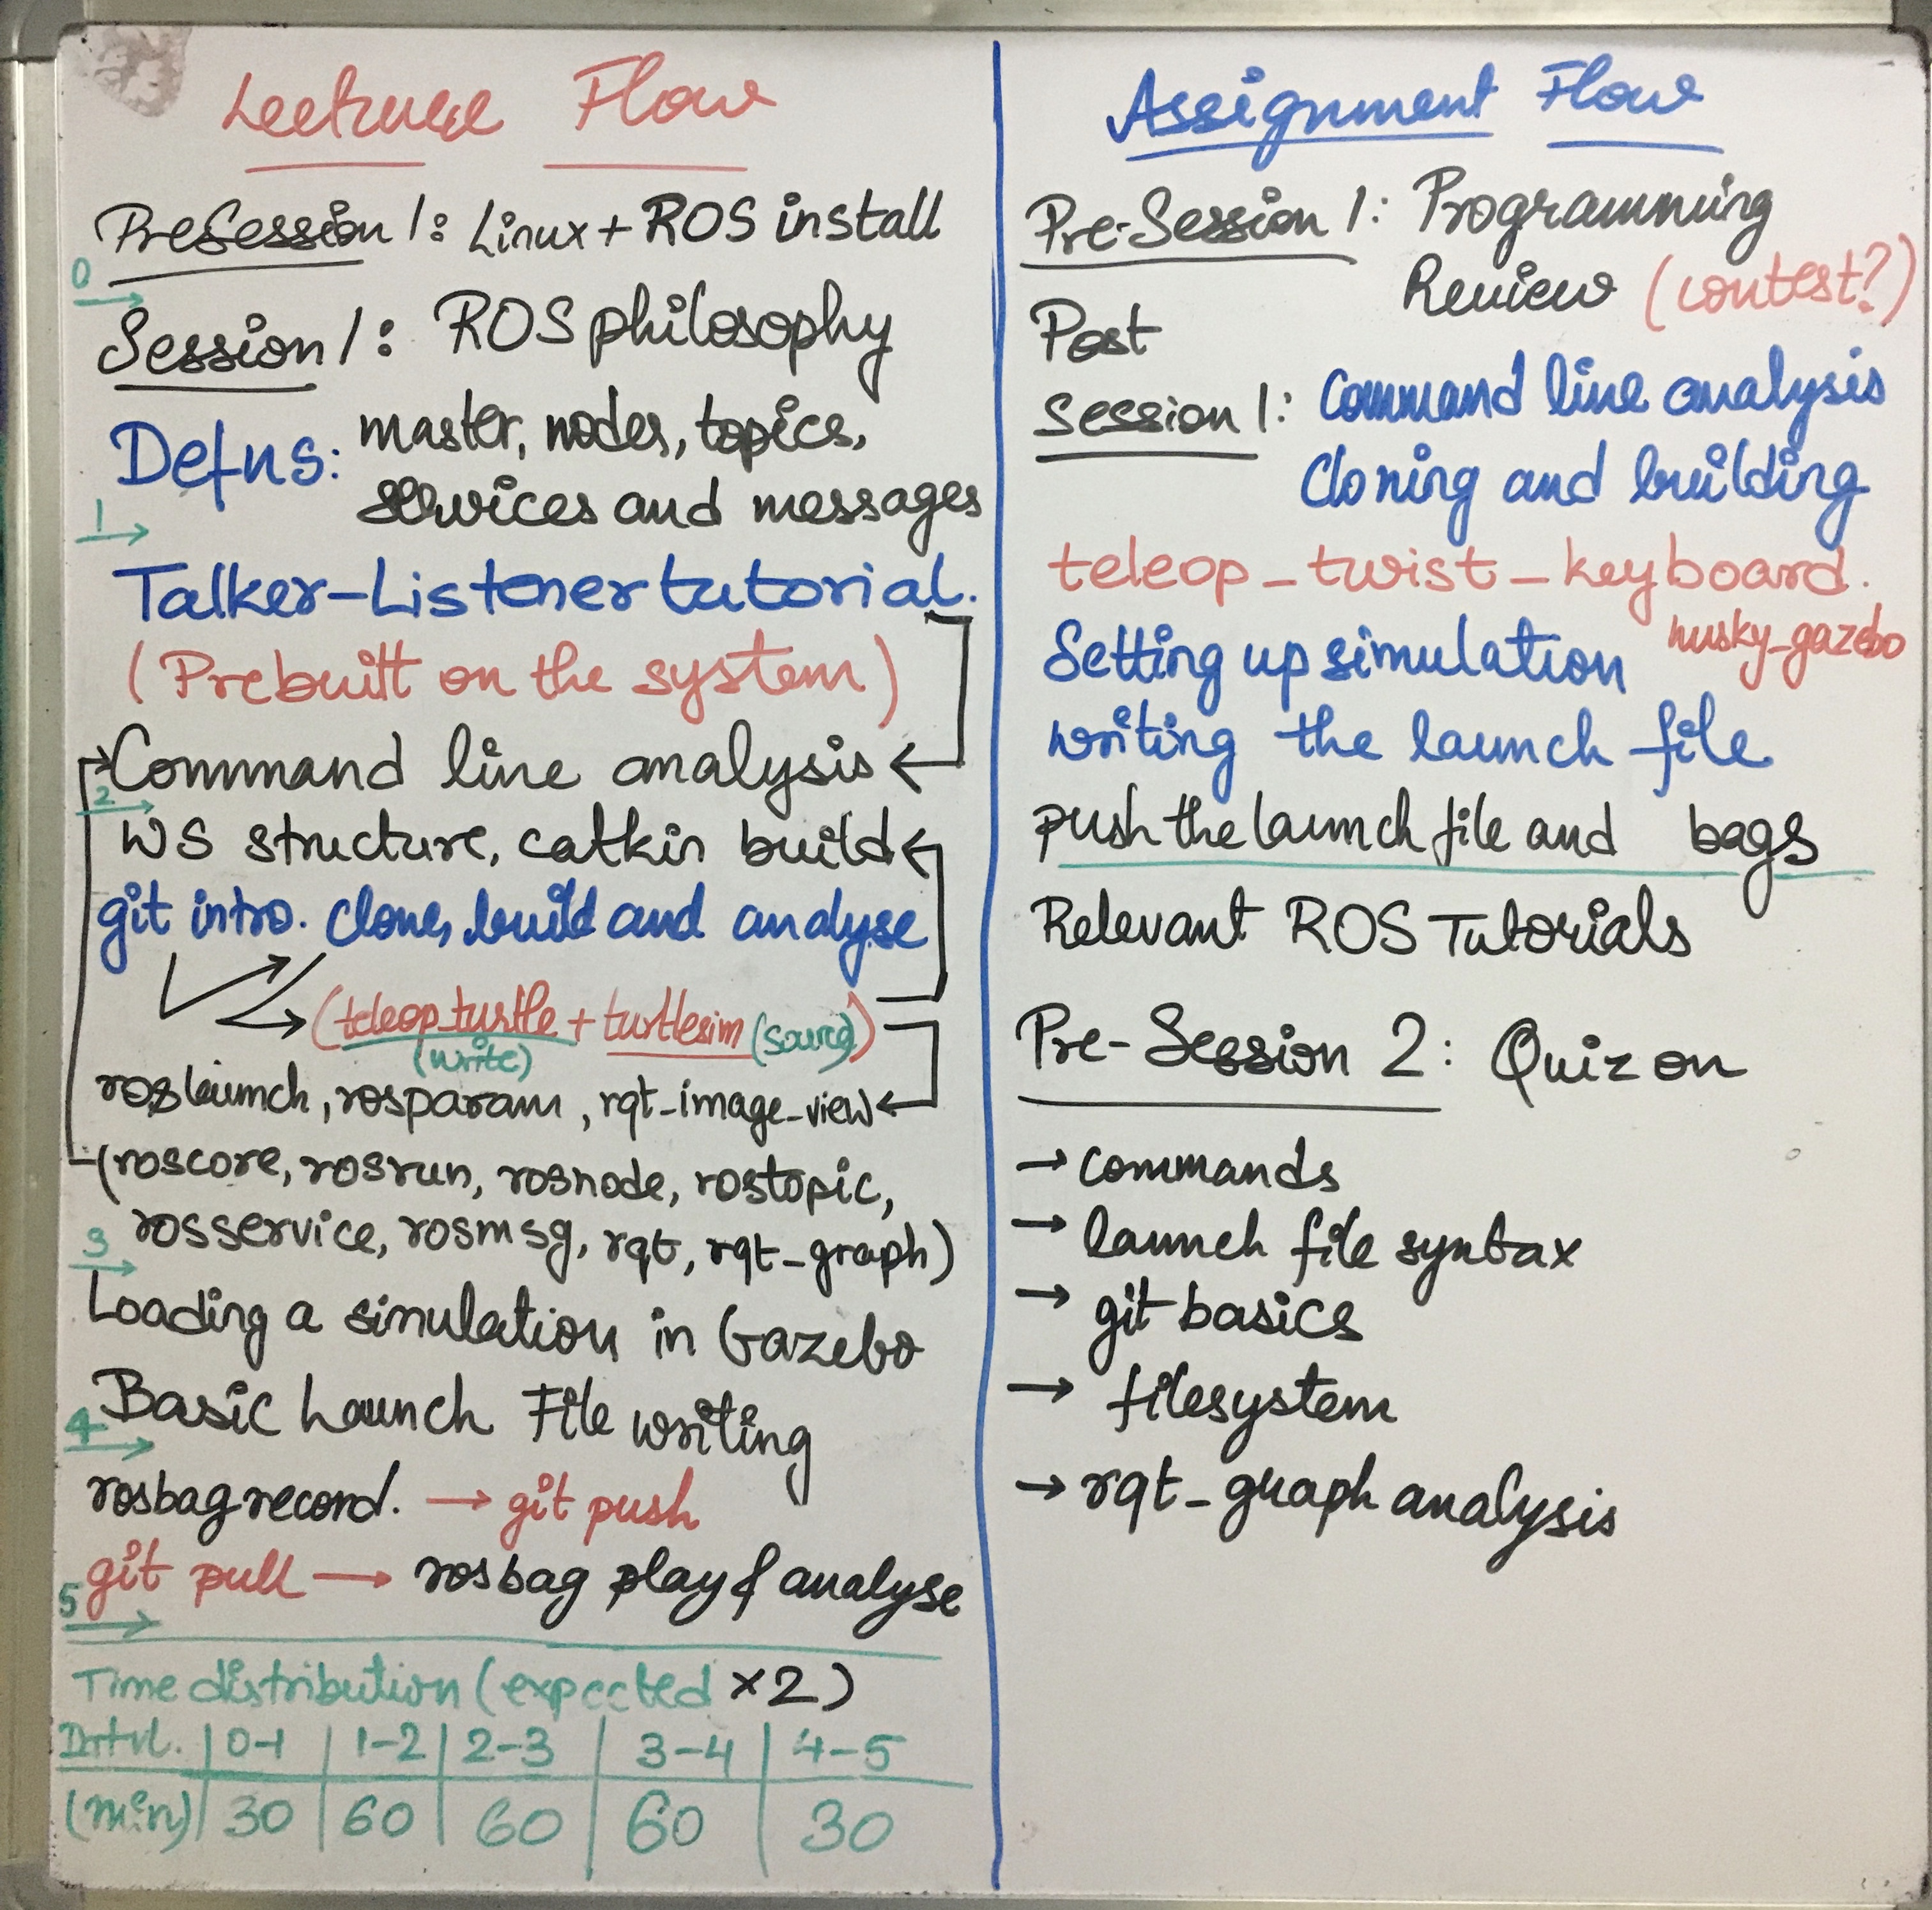 Lecture Flow
PreSession 1: Linux + ROS install
0
Session 1: ROS philosophy
Defns: master, nodes, topics,
services and messages
1
Talker-Listener tutorial.
(Prebuilt on the system)
Command line analysis
2
WS structure, catkin build
git intro. Clone, build and analyse
(teleop_turtle + turtlesim (source))
(write)
roslaunch, rosparam, rqt_image_view
(roscore, rosrun, rosnode, rostopic,
rosservice, rosmsg, rqt, rqt_graph)
3
Loading a simulation in Gazebo
Basic Launch File writing
4
rosbag record. → git push
git pull → rosbag play & analyse
5
Time distribution (expected ×2)
Intvl. 0-1 1-2 2-3 3-4 4-5
(min) 30 60 60 60 30
Assignment Flow
Pre-Session 1: Programming
Review (contest?)
Post
Session 1: Command line analysis
Cloning and building
teleop_twist_keyboard.
husky_gazebo
Setting up simulation
writing the launch file
push the launch file and bags
Relevant ROS Tutorials
Pre-Session 2: Quiz on
→ commands
→ launch file syntax
→ git basics
→ filesystem
→ rqt_graph analysis